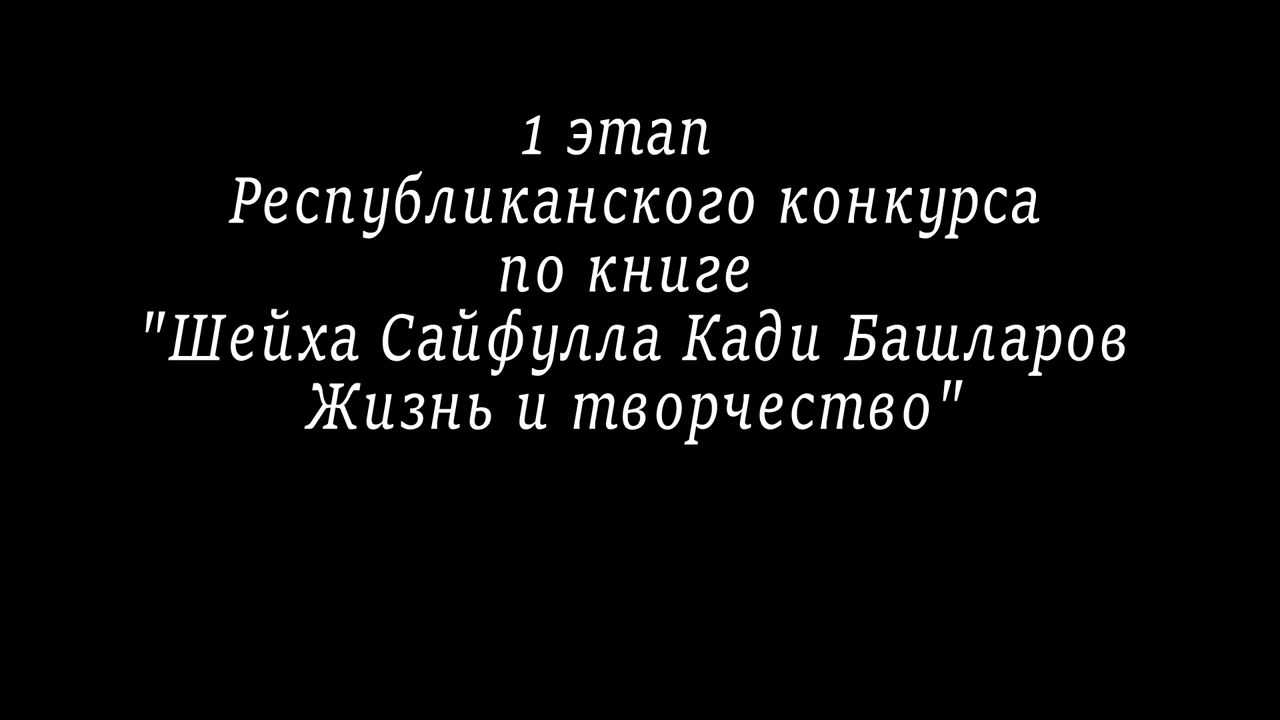 1 этап
Республиканского конкурса
по книге
"Шейха Сайфулла Кади Башларов
Жизнь и творчество"